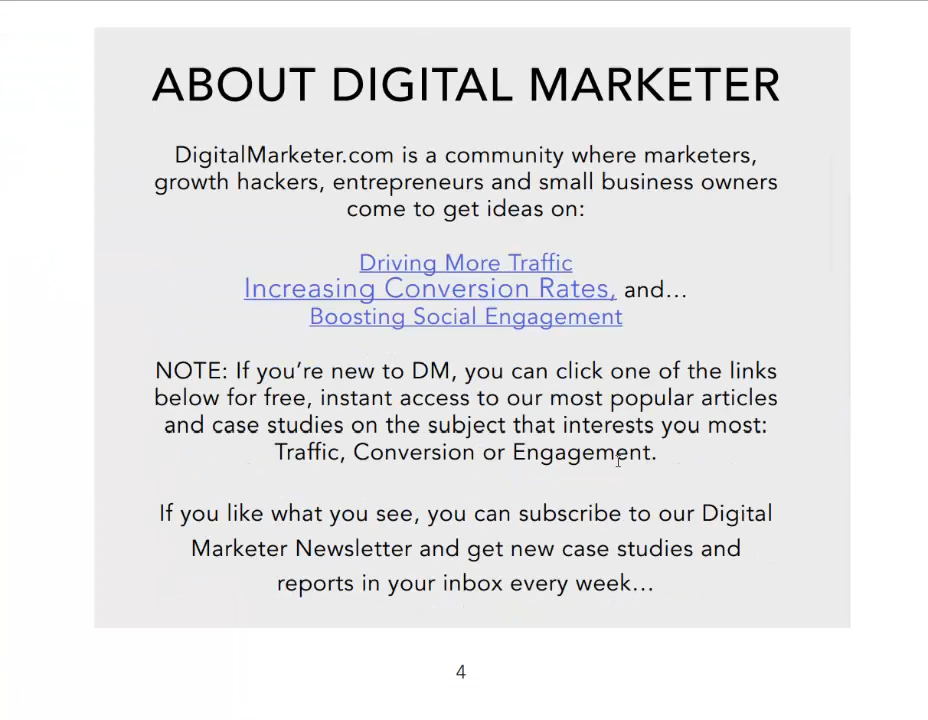 ABOUT DIGITAL MARKETER
DigitalMarketer.com is a community where marketers,
growth hackers, entrepreneurs and small business owners
come to get ideas on:
Driving More Traffic
Increasing Conversion Rates, and…
Boosting Social Engagement
NOTE: If you’re new to DM, you can click one of the links
below for free, instant access to our most popular articles
and case studies on the subject that interests you most:
Traffic, Conversion or Engagement.
If you like what you see, you can subscribe to our Digital
Marketer Newsletter and get new case studies and
reports in your inbox every week…
4